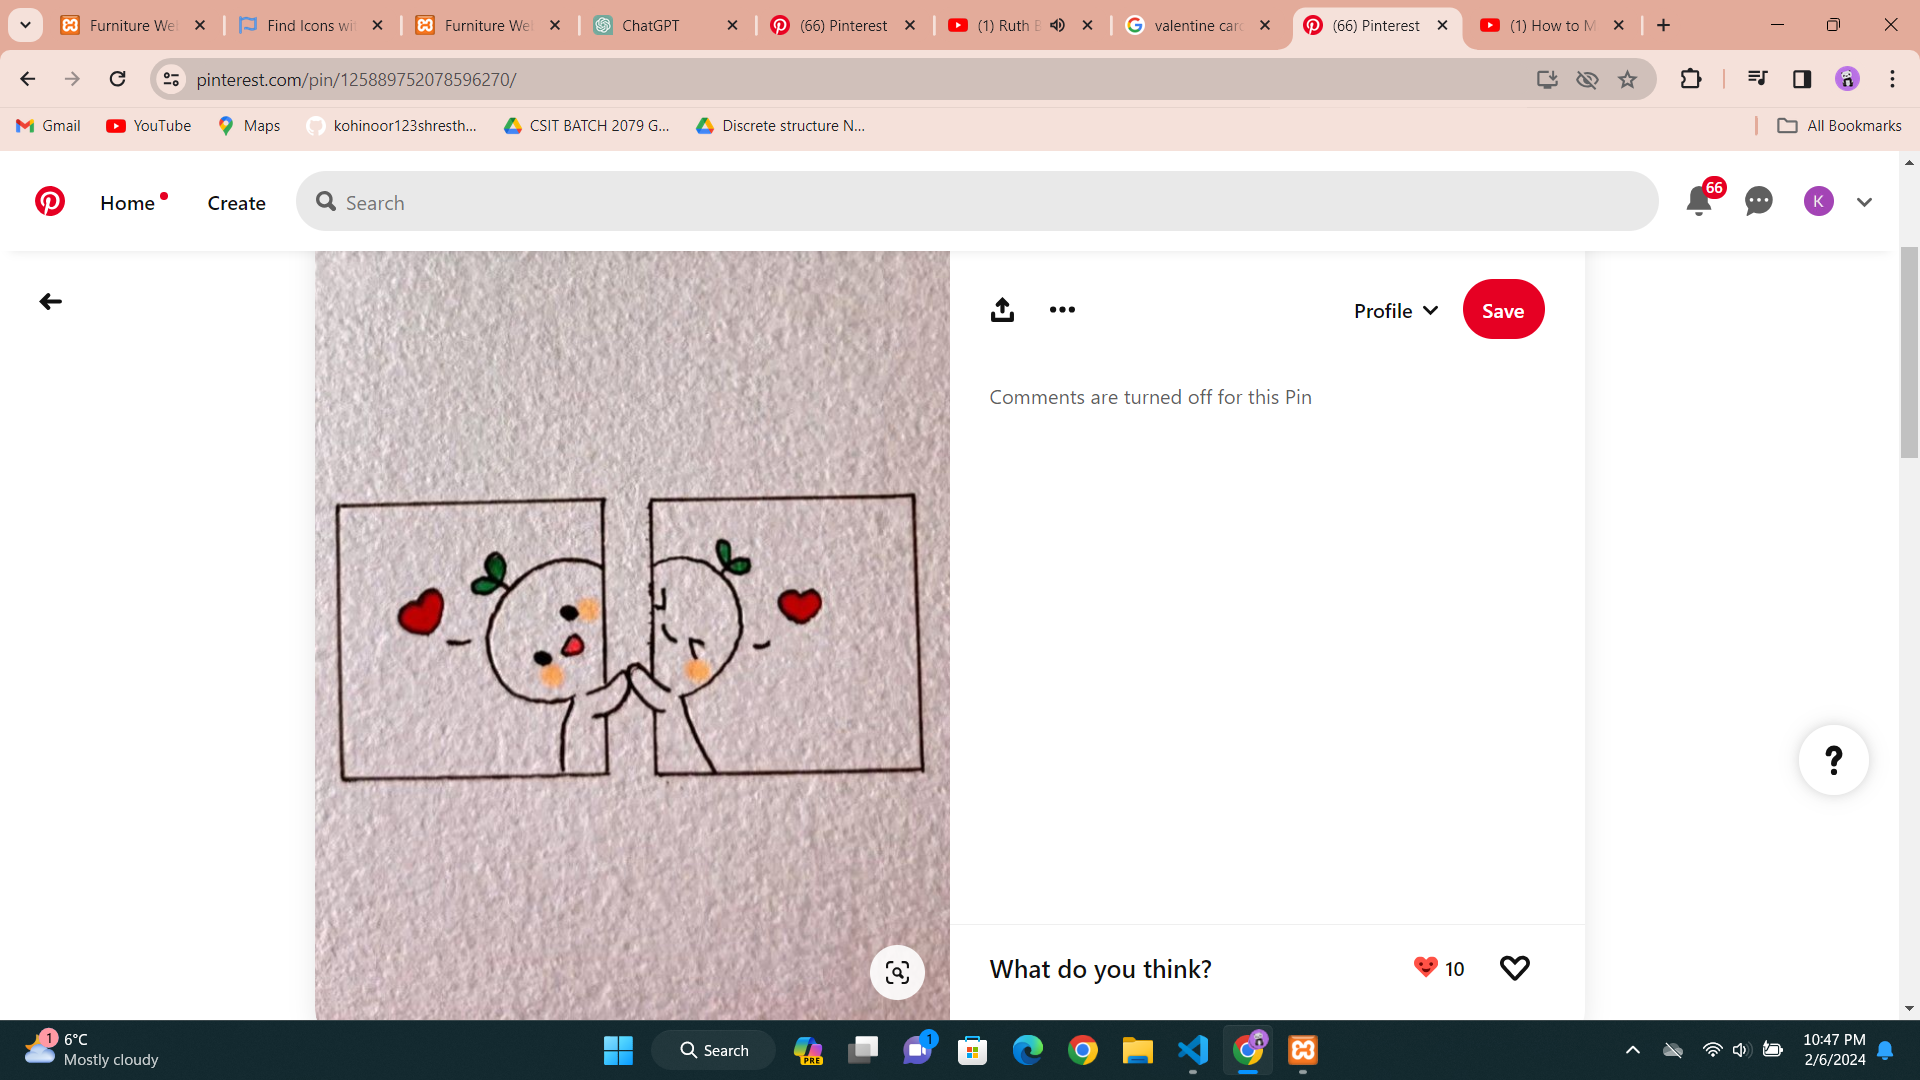 Furniture We
Find Icons wi
Furniture We
ChatGPT
(66) Pinterest
(1) Ruth B
valentine car
(66) Pinterest
(1) How to M
pinterest.com/pin/125889752078596270/
Gmail
YouTube
Maps
kohinoor123shresth...
CSIT BATCH 2079 G...
Discrete structure N...
All Bookmarks
Home
Create
Search
66
K
Profile
Save
Comments are turned off for this Pin
?
What do you think?
10
1
6°C
Mostly cloudy
Search
PRE
1
10:47 PM
2/6/2024